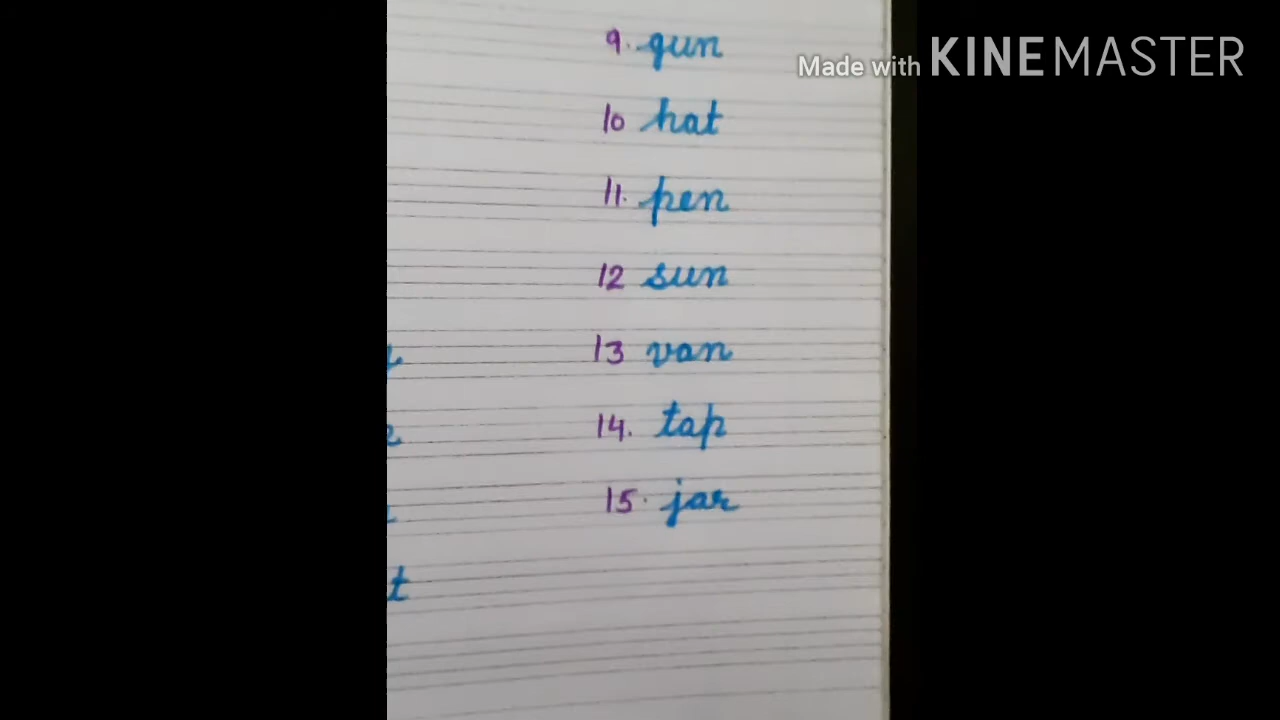 9. gun
Made with KINEMASTER
10 hat
11. pen
12 sun
13 van
14. tap
15. jar
t